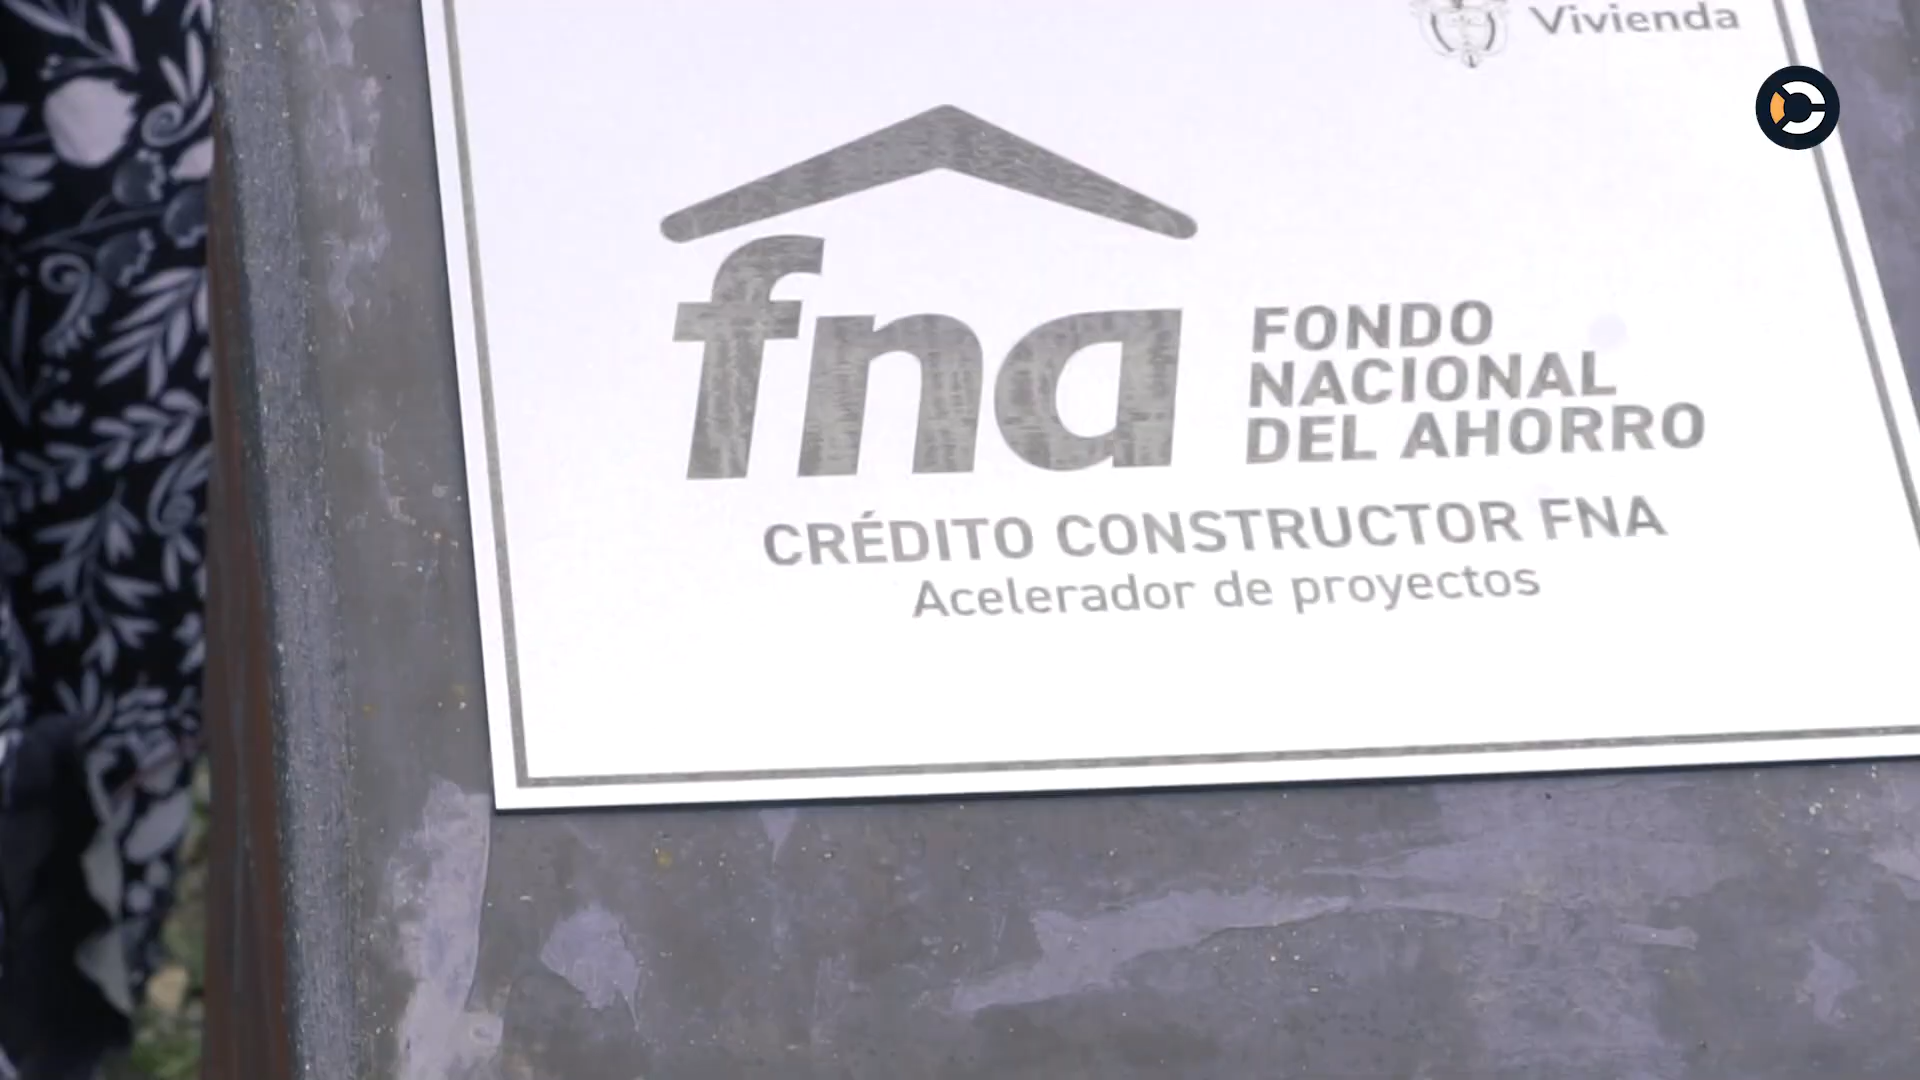 Vivienda
fna
FONDO
NACIONAL
DEL AHORRO
CRÉDITO CONSTRUCTOR FNA
Acelerador de proyectos